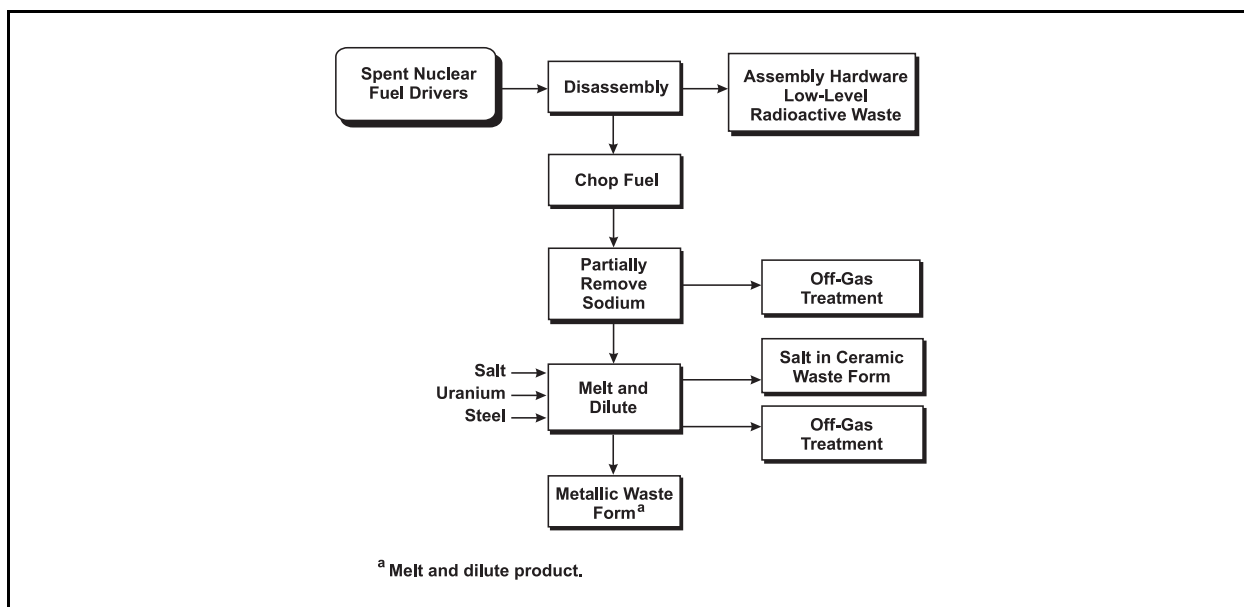 Spent Nuclear
Fuel Drivers
Disassembly
Assembly Hardware
Low-Level
Radioactive Waste
Chop Fuel
Partially
Remove
Sodium
Off-Gas
Treatment
Salt
Uranium
Steel
Melt and
Dilute
Salt in Ceramic
Waste Form
Off-Gas
Treatment
Metallic Waste
Form a
a Melt and dilute product.